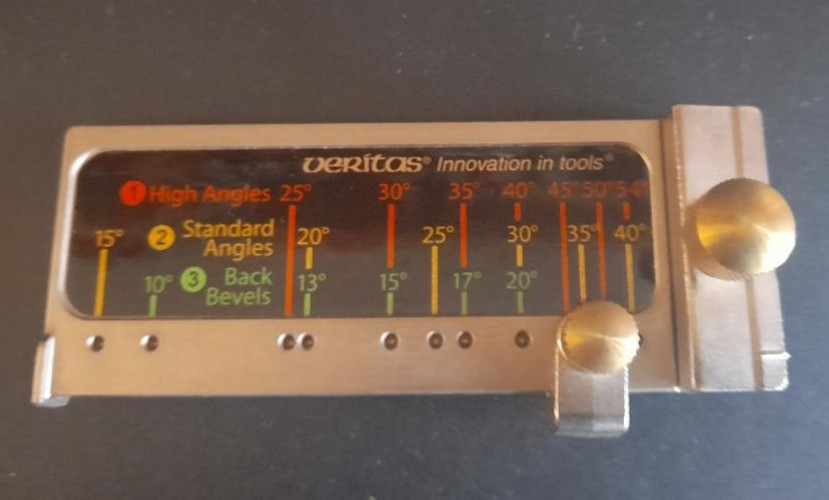 veritas® Innovation in tools®
1 High Angles 25° 30° 35° 40° 45° 50° 54°
15° 2 Standard Angles 20° 25° 30° 35° 40°
10° 3 Back Bevels 13° 15° 17° 20°